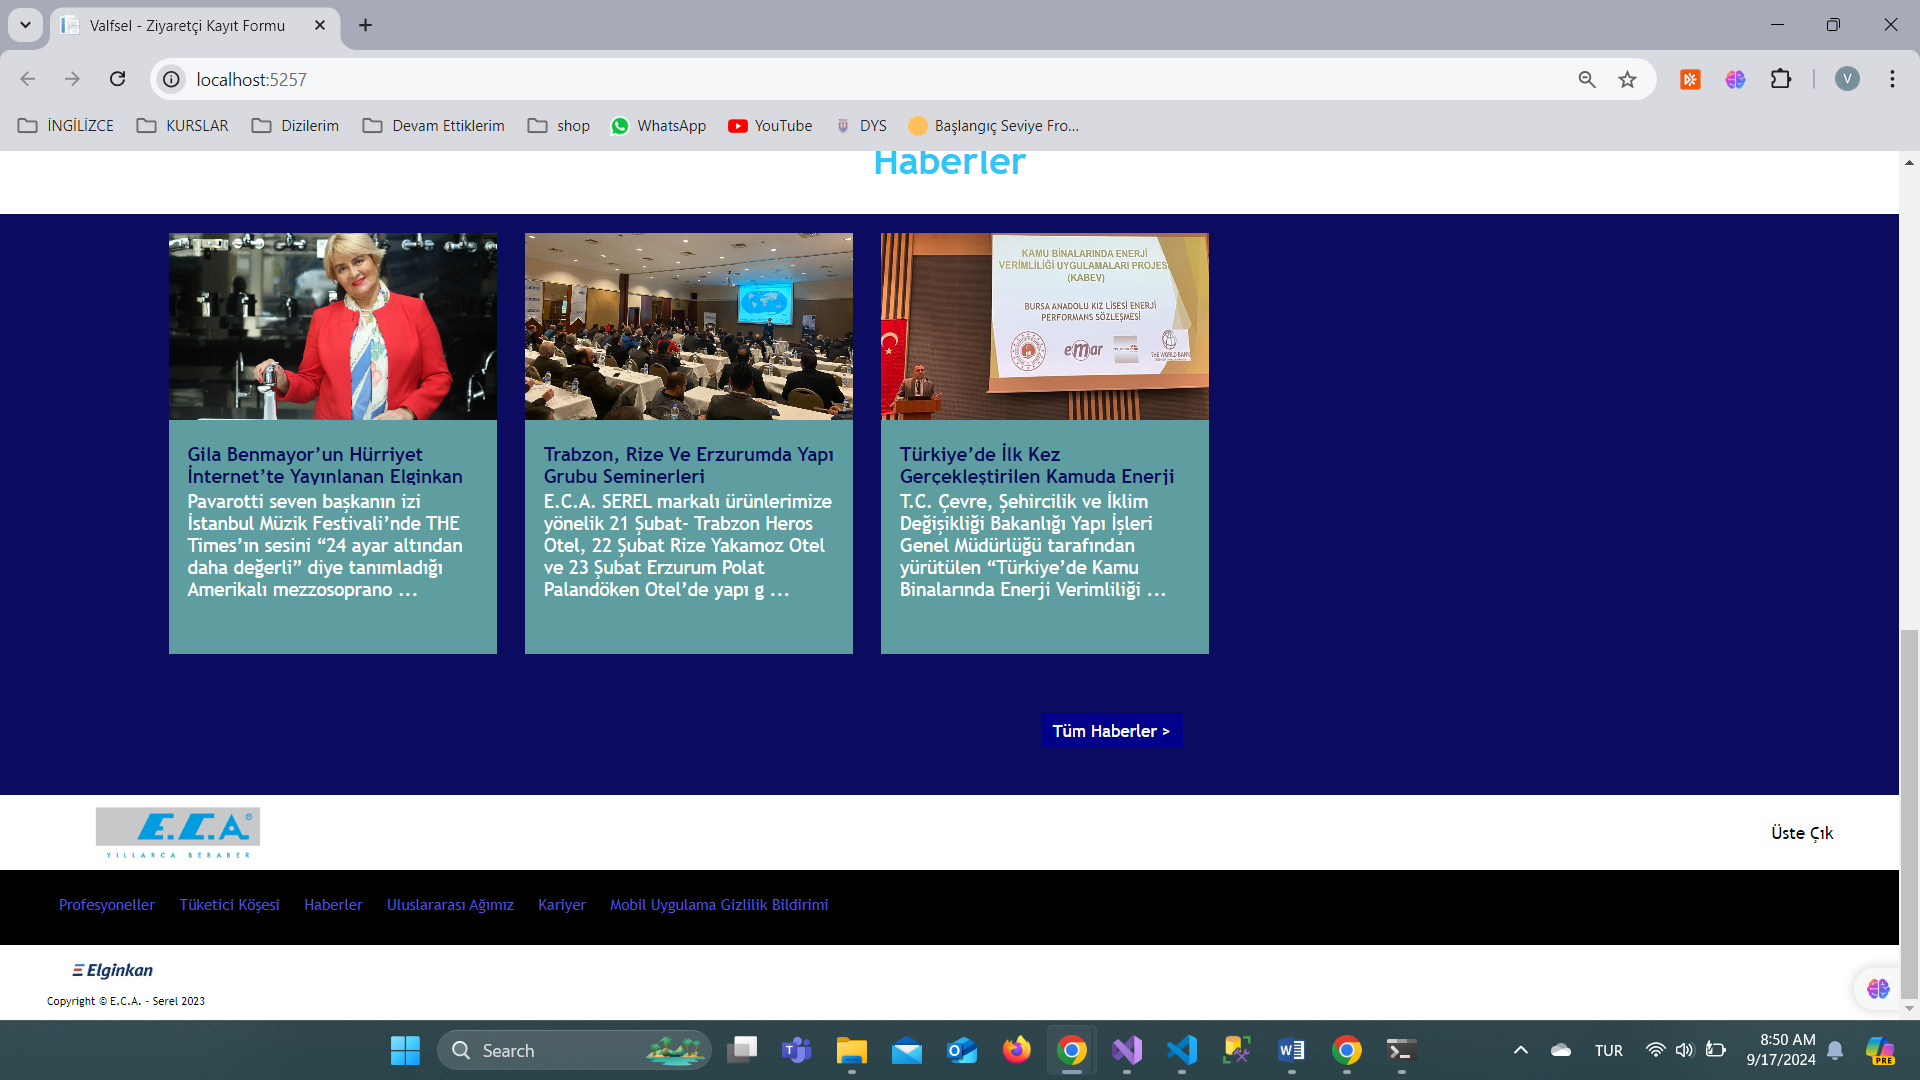 Valfsel - Ziyaretçi Kayıt Formu
localhost:5257
V
İNGİLİZCE KURSLAR Dizilerim Devam Ettiklerim shop WhatsApp YouTube DYS Başlangıç Seviye Fro...
Haberler
KAMU BİNALARINDA ENERJİ
VERİMLİLİĞİ UYGULAMALARI PROJES
(KABEV)
BURSA ANADOLU KIZ LİSESİ ENERJİ
PERFORMANS SÖZLEŞMESİ
emar
THE WORLD BANK
Gila Benmayor’un Hürriyet
İnternet’te Yayınlanan Elginkan
Pavarotti seven başkanın izi
İstanbul Müzik Festivali’nde THE
Times’ın sesini “24 ayar altından
daha değerli” diye tanımladığı
Amerikalı mezzosoprano ...
Trabzon, Rize Ve Erzurumda Yapı
Grubu Seminerleri
E.C.A. SEREL markalı ürünlerimize
yönelik 21 Şubat- Trabzon Heros
Otel, 22 Şubat Rize Yakamoz Otel
ve 23 Şubat Erzurum Polat
Palandöken Otel’de yapı g ...
Türkiye’de İlk Kez
Gerçekleştirilen Kamuda Enerji
T.C. Çevre, Şehircilik ve İklim
Değişikliği Bakanlığı Yapı İşleri
Genel Müdürlüğü tarafından
yürütülen “Türkiye’de Kamu
Binalarında Enerji Verimliliği ...
Tüm Haberler >
E.C.A.®
YILLARCA BERABER
Üste Çık
Profesyoneller Tüketici Köşesi Haberler Uluslararası Ağımız Kariyer Mobil Uygulama Gizlilik Bildirimi
Elginkan
Copyright © E.C.A. - Serel 2023
Search
TUR
8:50 AM
9/17/2024
PRE